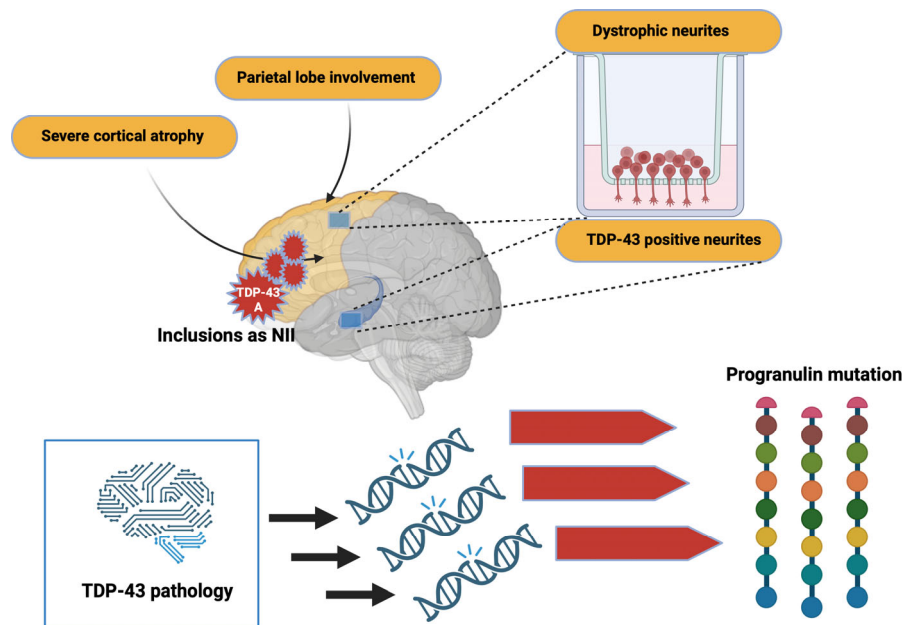 Dystrophic neurites
Parietal lobe involvement
Severe cortical atrophy
TDP-43 positive neurites
TDP-43
A
Inclusions as NII
Progranulin mutation
TDP-43 pathology